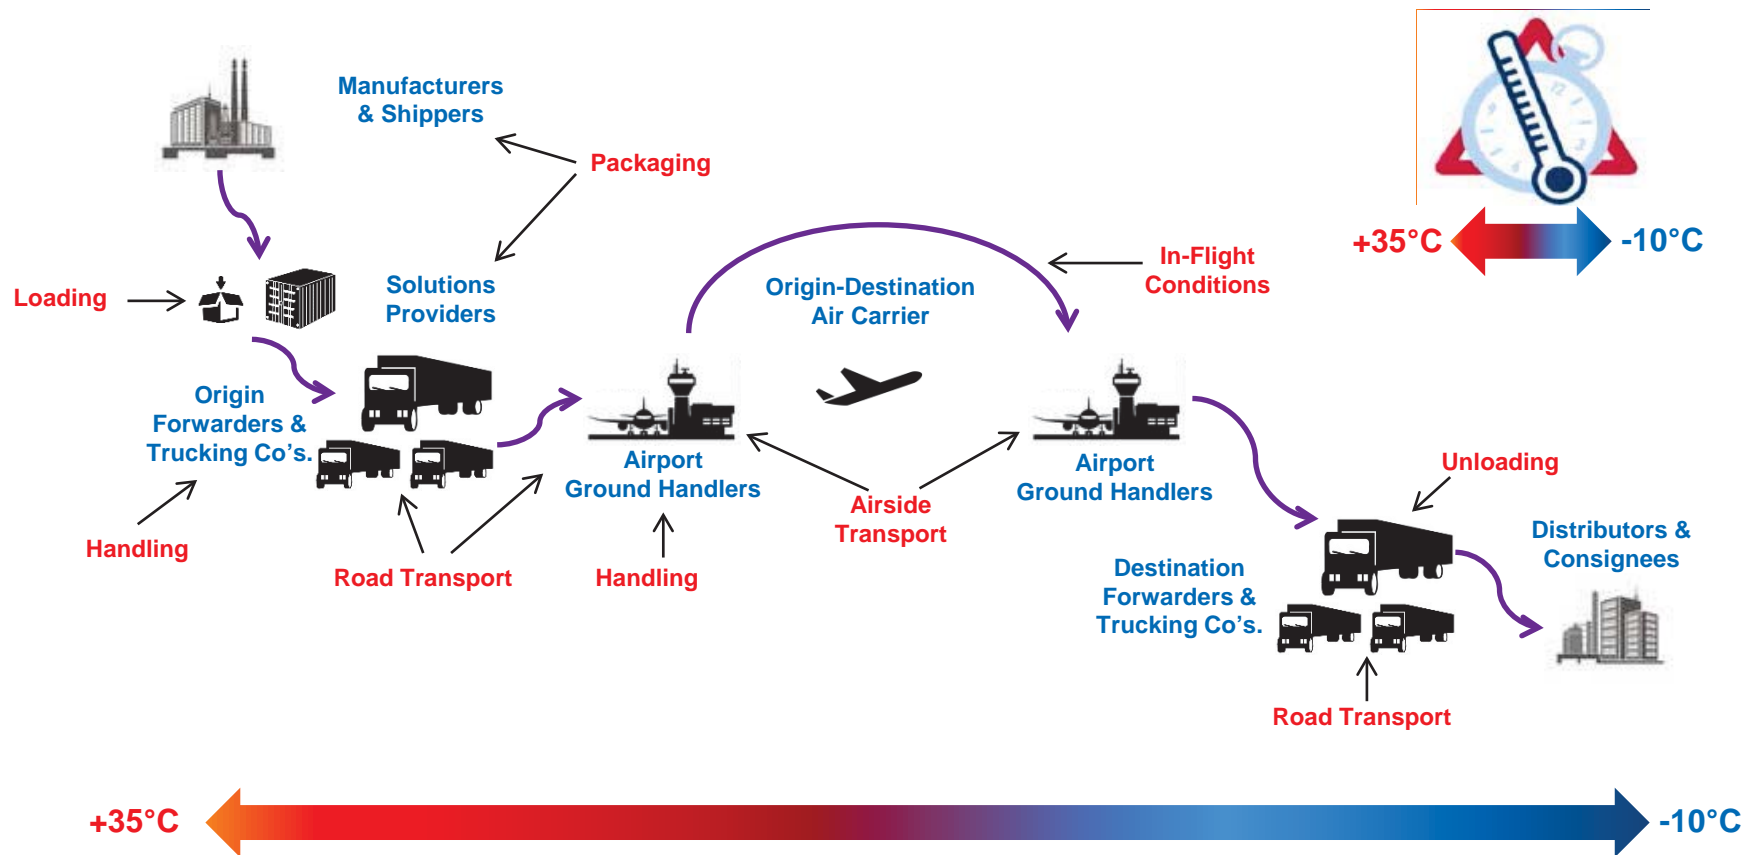 Manufacturers
& Shippers
Packaging
+35°C
-10°C
Loading
Solutions
Providers
In-Flight
Conditions
Origin-Destination
Air Carrier
Origin
Forwarders &
Trucking Co's.
Airport
Ground Handlers
Airport
Ground Handlers
Unloading
Airside
Transport
Handling
Road Transport
Handling
Distributors &
Consignees
Destination
Forwarders &
Trucking Co's.
Road Transport
+35°C
-10°C